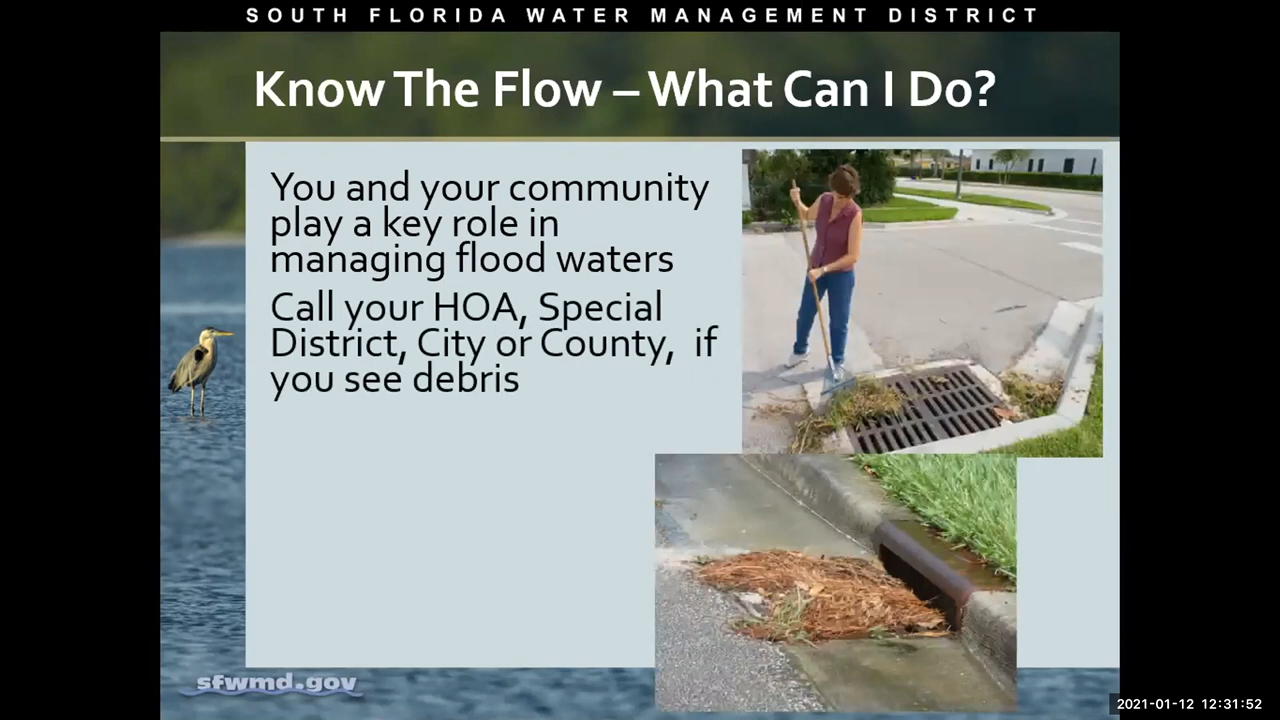 SOUTH FLORIDA WATER MANAGEMENT DISTRICT
Know The Flow – What Can I Do?
You and your community
play a key role in
managing flood waters
Call your HOA, Special
District, City or County,  if
you see debris
sfwmd.gov
2021-01-12 12:31:52